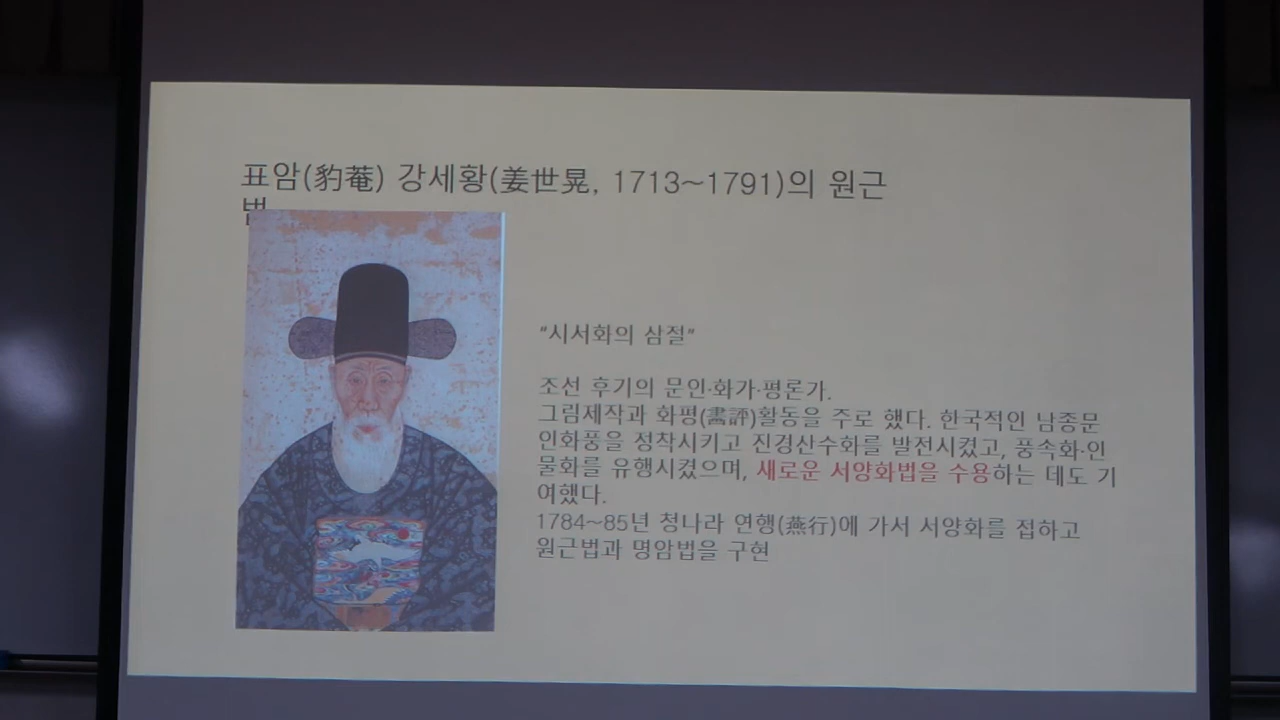 표암(豹菴) 강세황(姜世晃, 1713~1791)의 원근
법
"시서화의 삼절"
조선 후기의 문인·화가·평론가.
그림제작과 화평(畵評)활동을 주로 했다. 한국적인 남종문
인화풍을 정착시키고 진경산수화를 발전시켰고, 풍속화·인
물화를 유행시켰으며, 새로운 서양화법을 수용하는 데도 기
여했다.
1784~85년 청나라 연행(燕行)에 가서 서양화를 접하고
원근법과 명암법을 구현